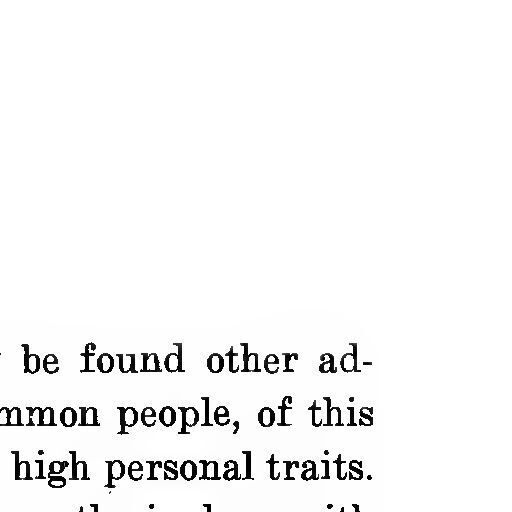 be found other ad-
mmon people, of this
high personal traits.